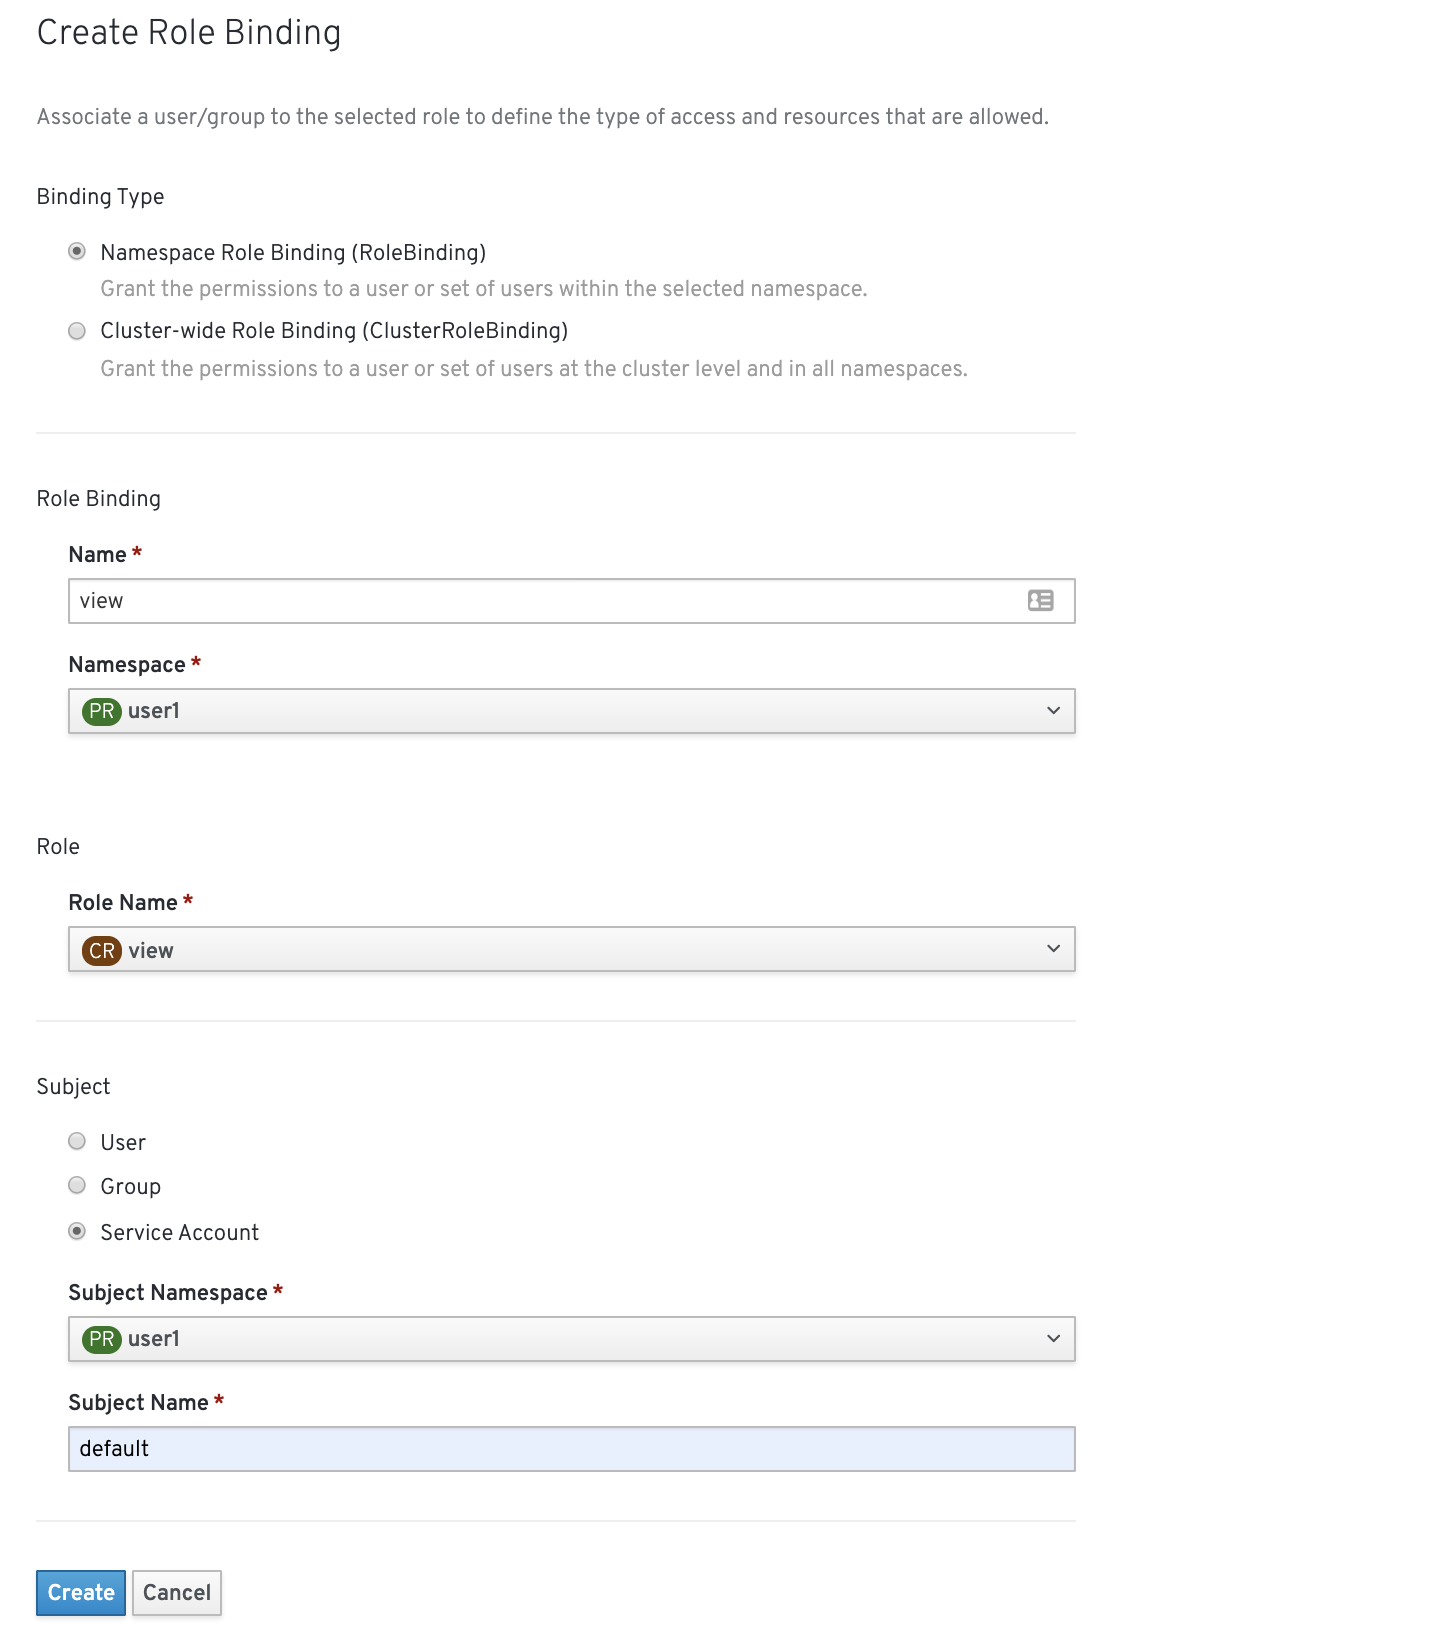 Create Role Binding
Associate a user/group to the selected role to define the type of access and resources that are allowed.
Binding Type
Namespace Role Binding (RoleBinding)
Grant the permissions to a user or set of users within the selected namespace.
Cluster-wide Role Binding (ClusterRoleBinding)
Grant the permissions to a user or set of users at the cluster level and in all namespaces.
Role Binding
Name *
view
Namespace *
PR user1
Role
Role Name *
CR view
Subject
User
Group
Service Account
Subject Namespace *
PR user1
Subject Name *
default
Create Cancel